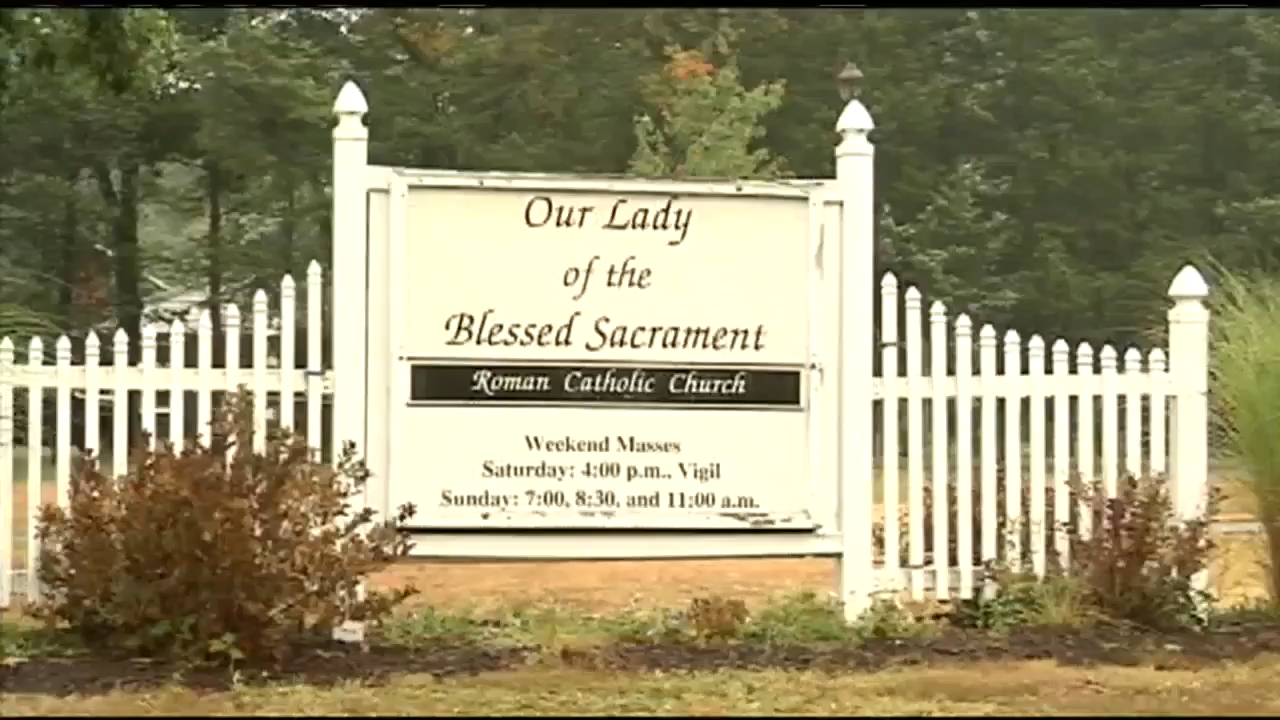 Our Lady
of the
Blessed Sacrament
Roman Catholic Church
Weekend Masses
Saturday: 4:00 p.m., Vigil
Sunday: 7:00, 8:30, and 11:00 a.m.